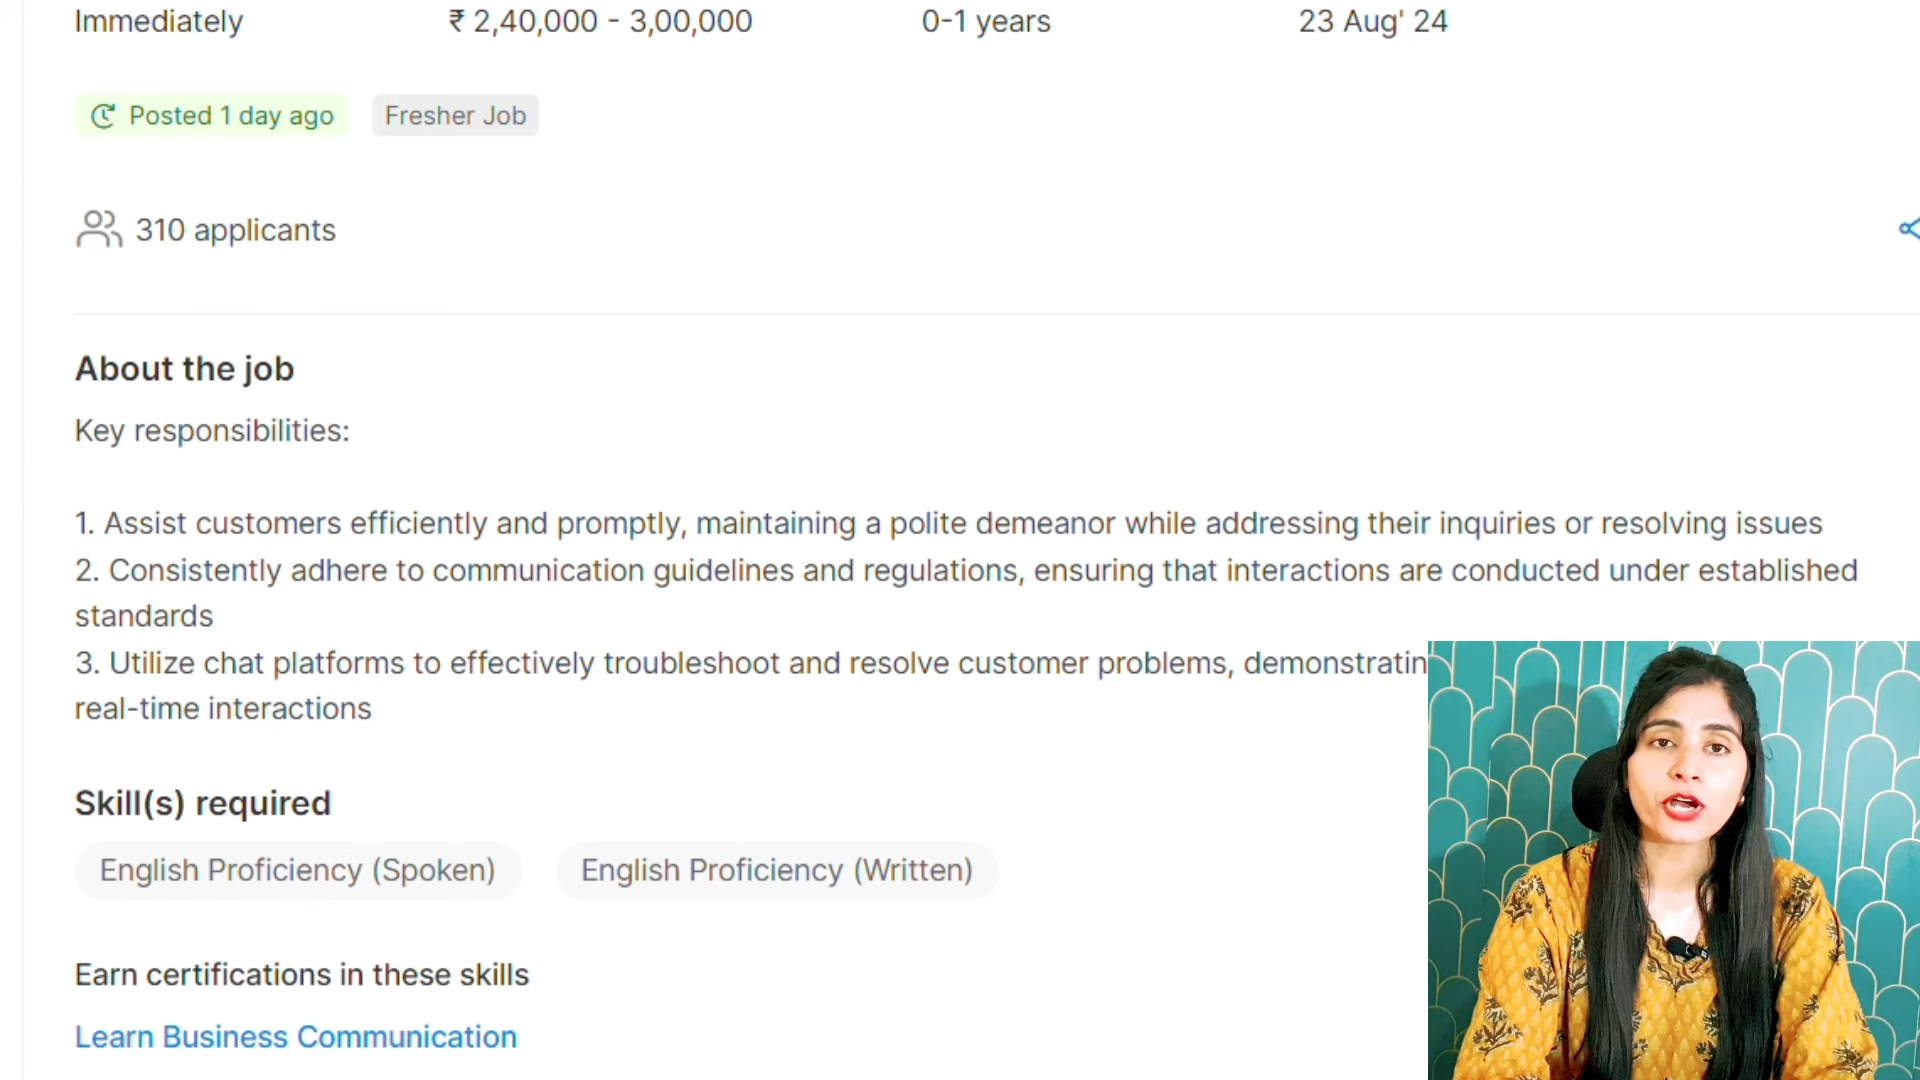 Immediately ₹ 2,40,000 - 3,00,000 0-1 years 23 Aug' 24
Posted 1 day ago Fresher Job
310 applicants
About the job
Key responsibilities:
1. Assist customers efficiently and promptly, maintaining a polite demeanor while addressing their inquiries or resolving issues
2. Consistently adhere to communication guidelines and regulations, ensuring that interactions are conducted under established
standards
3. Utilize chat platforms to effectively troubleshoot and resolve customer problems, demonstratin
real-time interactions
Skill(s) required
English Proficiency (Spoken) English Proficiency (Written)
Earn certifications in these skills
Learn Business Communication